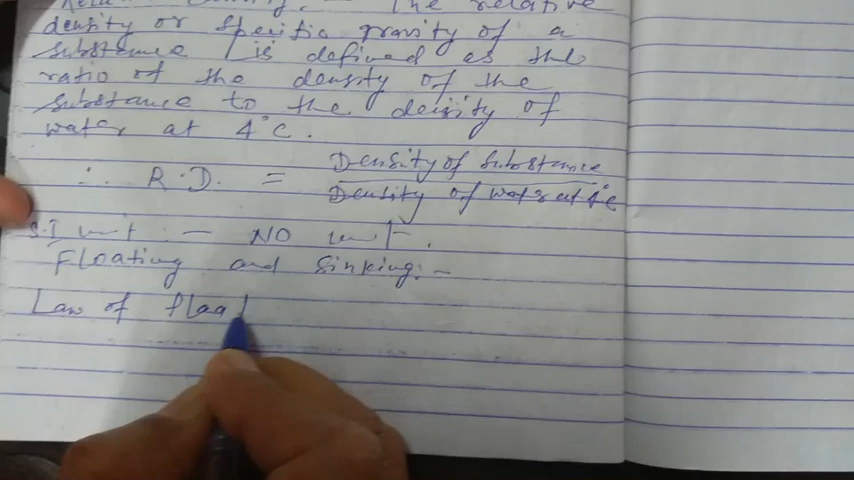 The relative
density or specific gravity of a
substance is defined as the
ratio of the density of the
substance to the density of
water at 4°C.
∴ R.D. = Density of substance
Density of water at 4°C
S.I unit - NO unit.
Floating and Sinking:-
Law of floa